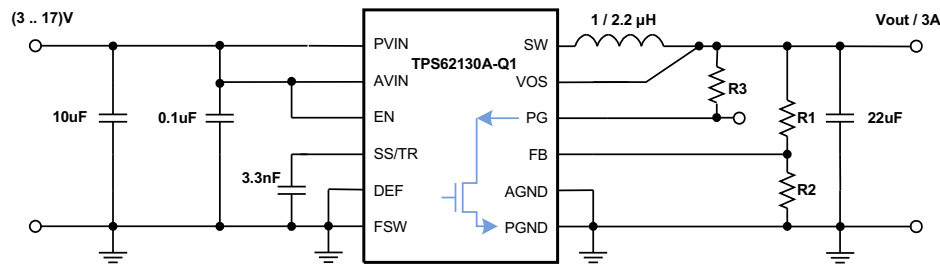 (3 .. 17)V
1 / 2.2 µH
Vout / 3A
PVIN
SW
TPS62130A-Q1
AVIN
VOS
R3
10uF
0.1uF
EN
PG
R1
22uF
SS/TR
FB
3.3nF
DEF
AGND
R2
FSW
PGND